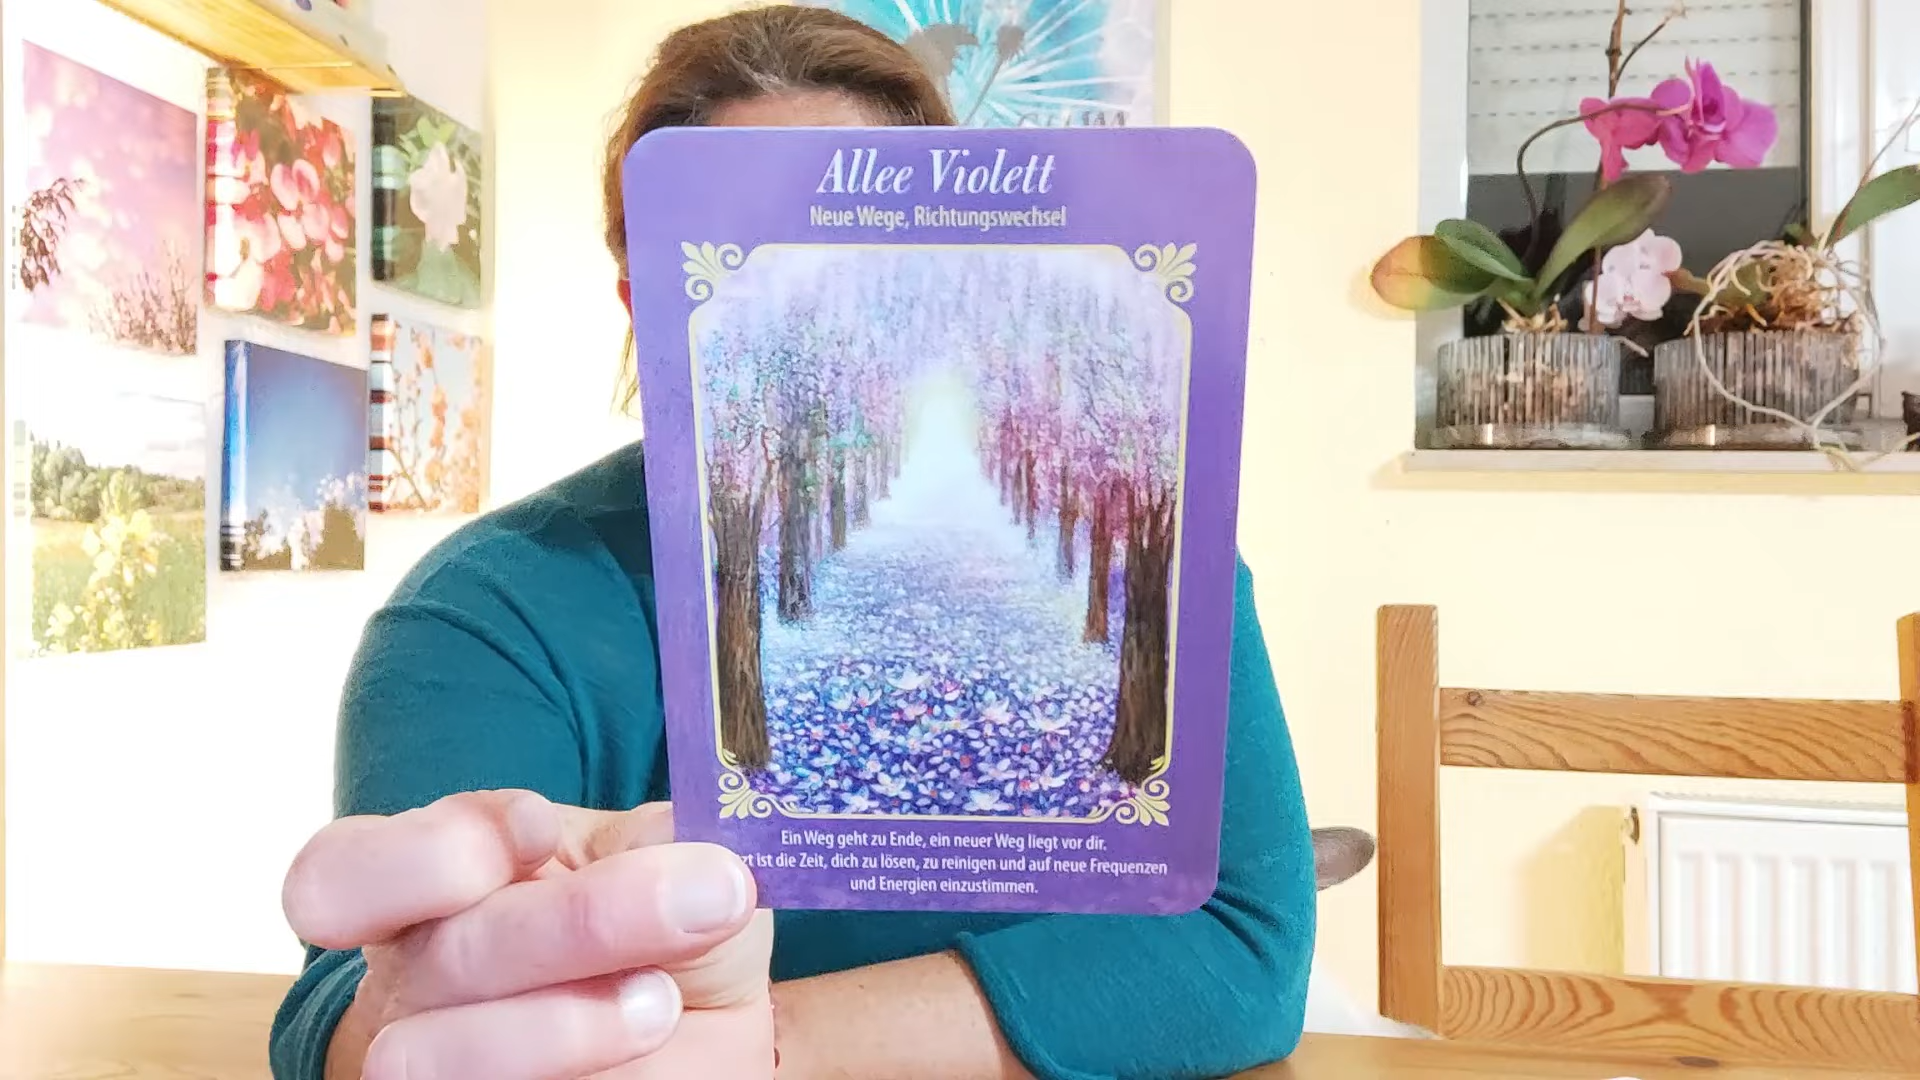 Allee Violett
Neue Wege, Richtungswechsel
Ein Weg geht zu Ende, ein neuer Weg liegt vor dir.
ist die Zeit, dich zu lösen, zu reinigen und auf neue Frequenzen
und Energien einzustimmen.